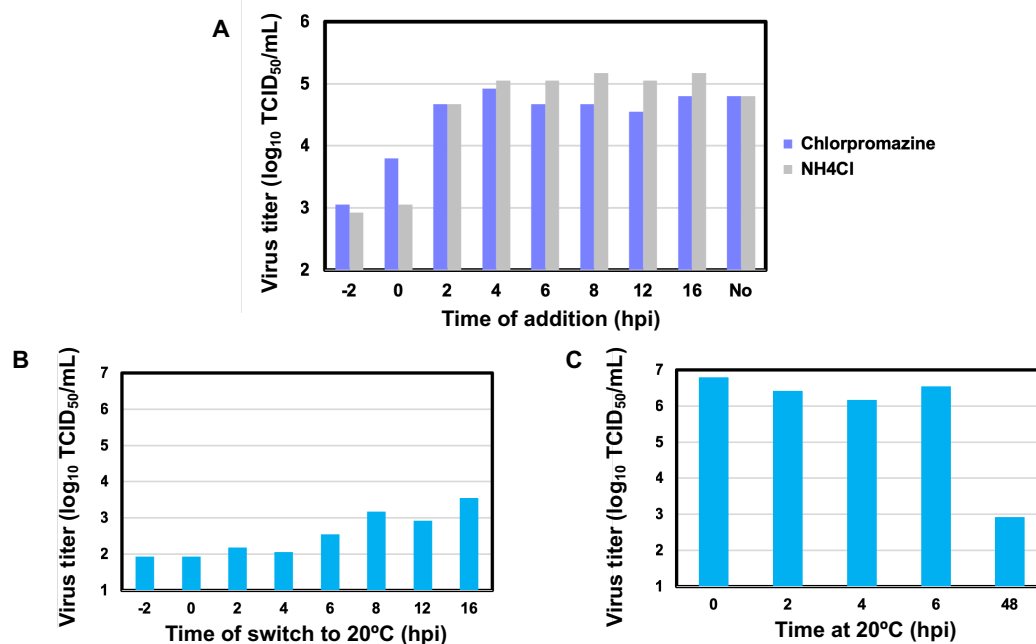 A
Virus titer (log₁₀ TCID₅₀/mL)
6
5
4
3
2
-2 0 2 4 6 8 12 16 No
Time of addition (hpi)
Chlorpromazine
NH4Cl
B
Virus titer (log₁₀ TCID₅₀/mL)
7
6
5
4
3
2
1
-2 0 2 4 6 8 12 16
Time of switch to 20ºC (hpi)
C
Virus titer (log₁₀ TCID₅₀/mL)
7
6
5
4
3
2
1
0 2 4 6 48
Time at 20ºC (hpi)